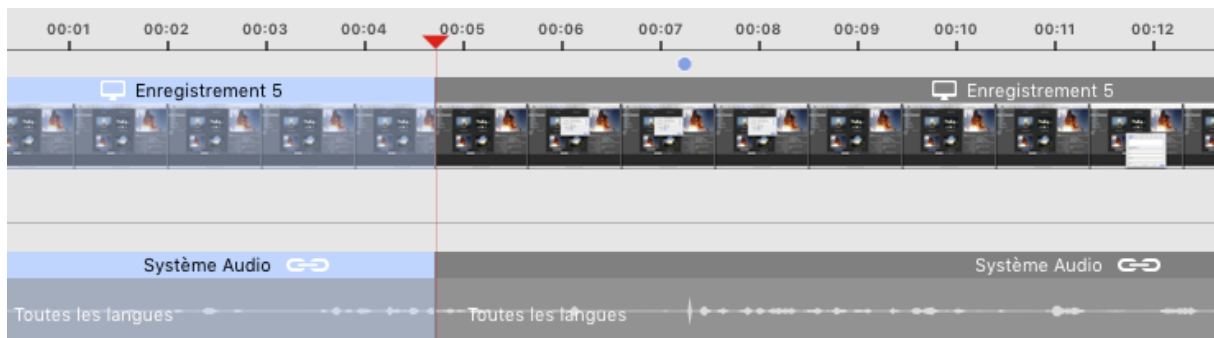 00:01 00:02 00:03 00:04 00:05 00:06 00:07 00:08 00:09 00:10 00:11 00:12
Enregistrement 5 Enregistrement 5
Système Audio Système Audio
Toutes les langues Toutes les langues